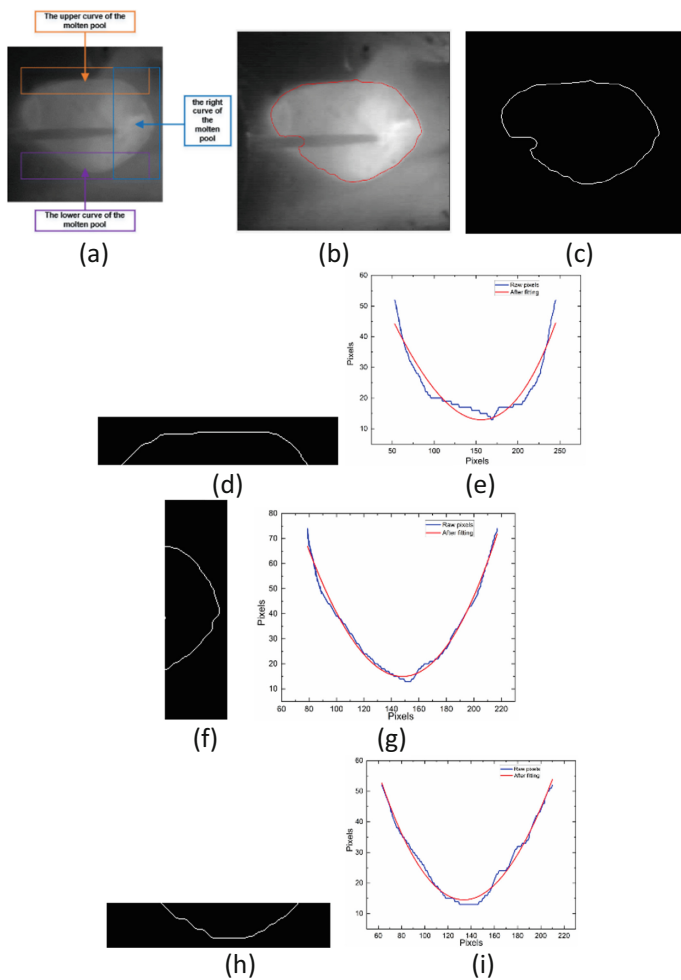 The upper curve of the
molten pool
the right curve of
the
molten pool
The lower curve of the
molten pool
(a)
(b)
(c)
60
50
40
30
20
10
Pixels
Raw pixels
After fitting
50
100
150
200
250
Pixels
(d)
(e)
80
70
60
50
40
30
20
10
Pixels
Raw pixels
After fitting
60
80
100
120
140
160
180
200
220
Pixels
(f)
(g)
60
50
40
30
20
10
Pixels
Raw pixels
After fitting
60
80
100
120
140
160
180
200
220
Pixels
(h)
(i)